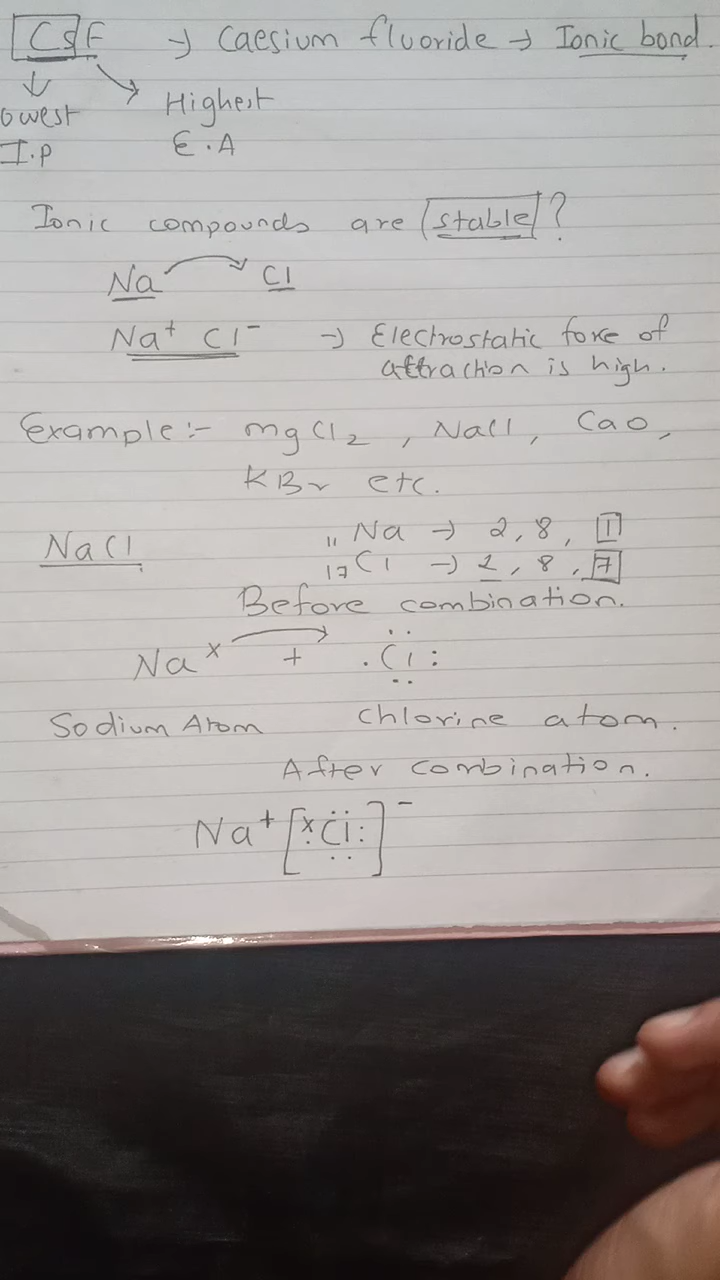 CsF → Caesium fluoride → Ionic bond.
owest Highest
I.P E.A
Ionic compounds are stable ?
Na Cl
Na⁺ Cl⁻ → Electrostatic force of
attraction is high.
Example:- mgCl₂, NaCl, CaO,
KBr etc.
NaCl ₁₁Na → 2, 8, 1
₁₇Cl → 2, 8, 7
Before combination.
Na ˣ + .Cl:
Sodium Atom chlorine atom.
After combination.
Na⁺ [ˣCl:]⁻